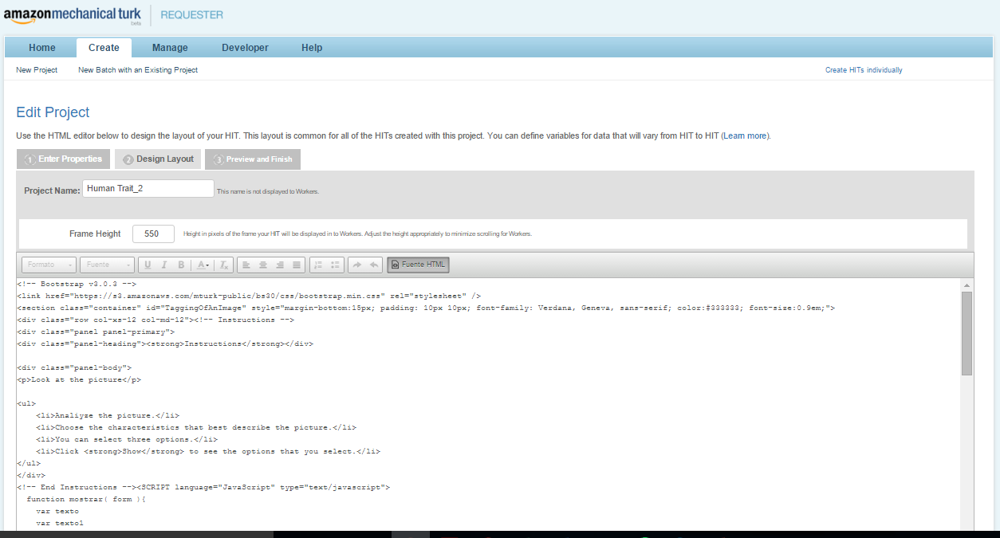 amazonmechanical turk
beta
REQUESTER
Home Create Manage Developer Help
New Project New Batch with an Existing Project Create HITs individually
Edit Project
Use the HTML editor below to design the layout of your HIT. This layout is common for all of the HITs created with this project. You can define variables for data that will vary from HIT to HIT (Learn more).
1 Enter Properties 2 Design Layout 3 Preview and Finish
Project Name: Human Trait_2 This name is not displayed to Workers.
Frame Height 550 Height in pixels of the frame your HIT will be displayed in to Workers. Adjust the height appropriately to minimize scrolling for Workers.
Formato Fuente U I B A Tx Fuente HTML
<!-- Bootstrap v3.0.3 -->
<link href="https://s3.amazonaws.com/mturk-public/bs30/css/bootstrap.min.css" rel="stylesheet" />
<section class="container" id="TaggingOfAnImage" style="margin-bottom:15px; padding: 10px 10px; font-family: Verdana, Geneva, sans-serif; color:#333333; font-size:0.9em;">
<div class="row col-xs-12 col-md-12"><!-- Instructions -->
<div class="panel panel-primary">
<div class="panel-heading"><strong>Instructions</strong></div>
<div class="panel-body">
<p>Look at the picture</p>
<ul>
<li>Analiyze the picture.</li>
<li>Choose the characteristics that best describe the picture.</li>
<li>You can select three options.</li>
<li>Click <strong>Show</strong> to see the options that you select.</li>
</ul>
</div>
<!-- End Instructions --><SCRIPT language="JavaScript" type="text/javascript">
function mostrar( form ){
var texto
var texto1